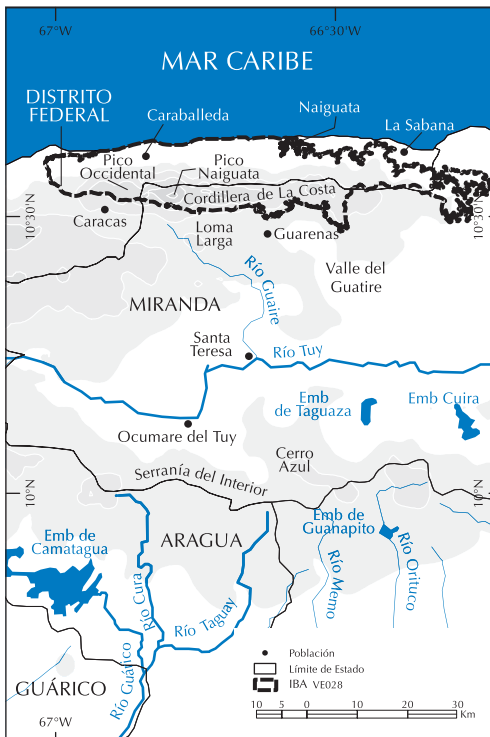 67°W
66°30'W
MAR CARIBE
DISTRITO
FEDERAL
Naiguata
Caraballeda
La Sabana
Pico
Occidental
Pico
Naiguata
Cordillera de La Costa
10°30'N
10°30'N
Caracas
Loma
Larga
Guarenas
Valle del
Guatire
Río Guaire
MIRANDA
Santa
Teresa
Río Tuy
Emb
de Taguaza
Emb Cuira
Ocumare del Tuy
Cerro
Azul
Serranía del Interior
10°N
10°N
Emb de
Guanapito
Emb de
Camatagua
ARAGUA
Río Cura
Río Taguay
Río Memo
Río Orituco
Río Guárico
GUÁRICO
Población
Límite de Estado
IBA VE028
10 5 0 10 20 30
Km
67°W